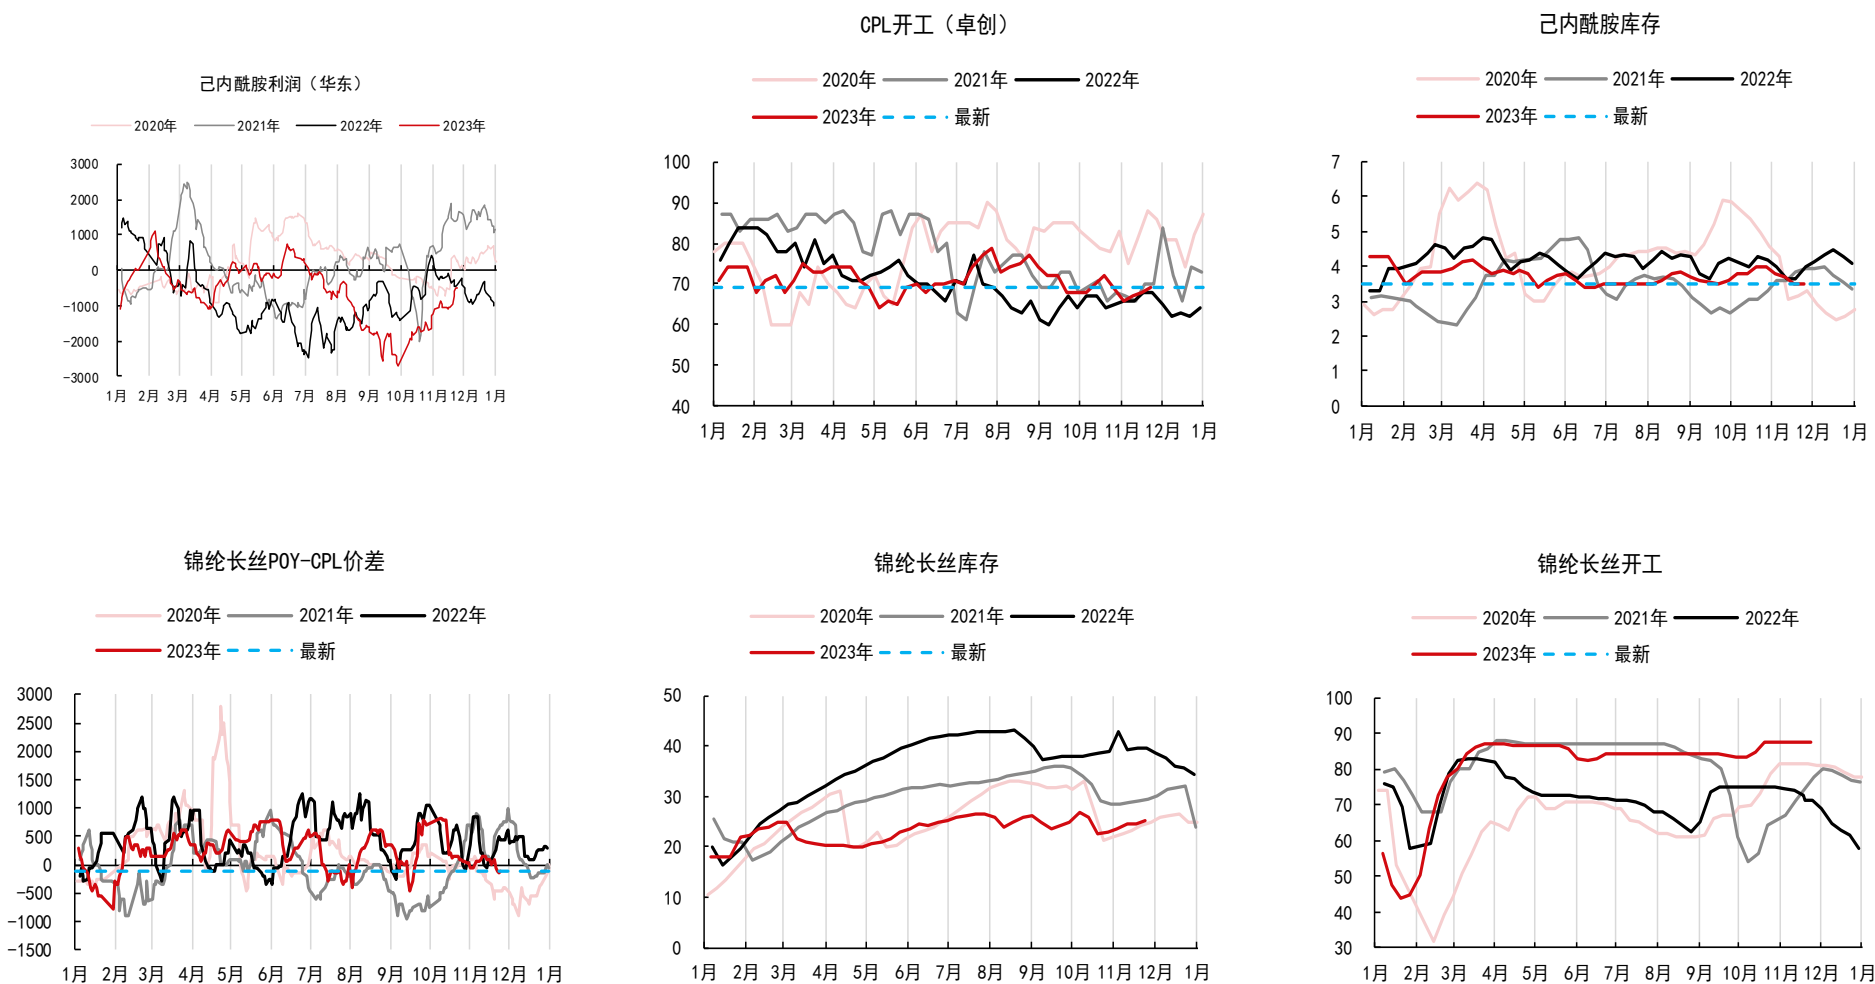 己内酰胺利润（华东）
2020年 2021年 2022年 2023年
3000
2000
1000
0
-1000
-2000
-3000
1月 2月 3月 4月 5月 6月 7月 8月 9月 10月 11月 12月 1月
CPL开工（卓创）
2020年 2021年 2022年
2023年 最新
100
90
80
70
60
50
40
1月 2月 3月 4月 5月 6月 7月 8月 9月 10月 11月 12月 1月
己内酰胺库存
2020年 2021年 2022年
2023年 最新
7
6
5
4
3
2
1
0
1月 2月 3月 4月 5月 6月 7月 8月 9月 10月 11月 12月 1月
锦纶长丝POY-CPL价差
2020年 2021年 2022年
2023年 最新
3000
2500
2000
1500
1000
500
0
-500
-1000
-1500
1月 2月 3月 4月 5月 6月 7月 8月 9月 10月 11月 12月 1月
锦纶长丝库存
2020年 2021年 2022年
2023年 最新
50
40
30
20
10
0
1月 2月 3月 4月 5月 6月 7月 8月 9月 10月 11月 12月 1月
锦纶长丝开工
2020年 2021年 2022年
2023年 最新
100
90
80
70
60
50
40
30
1月 2月 3月 4月 5月 6月 7月 8月 9月 10月 11月 12月 1月